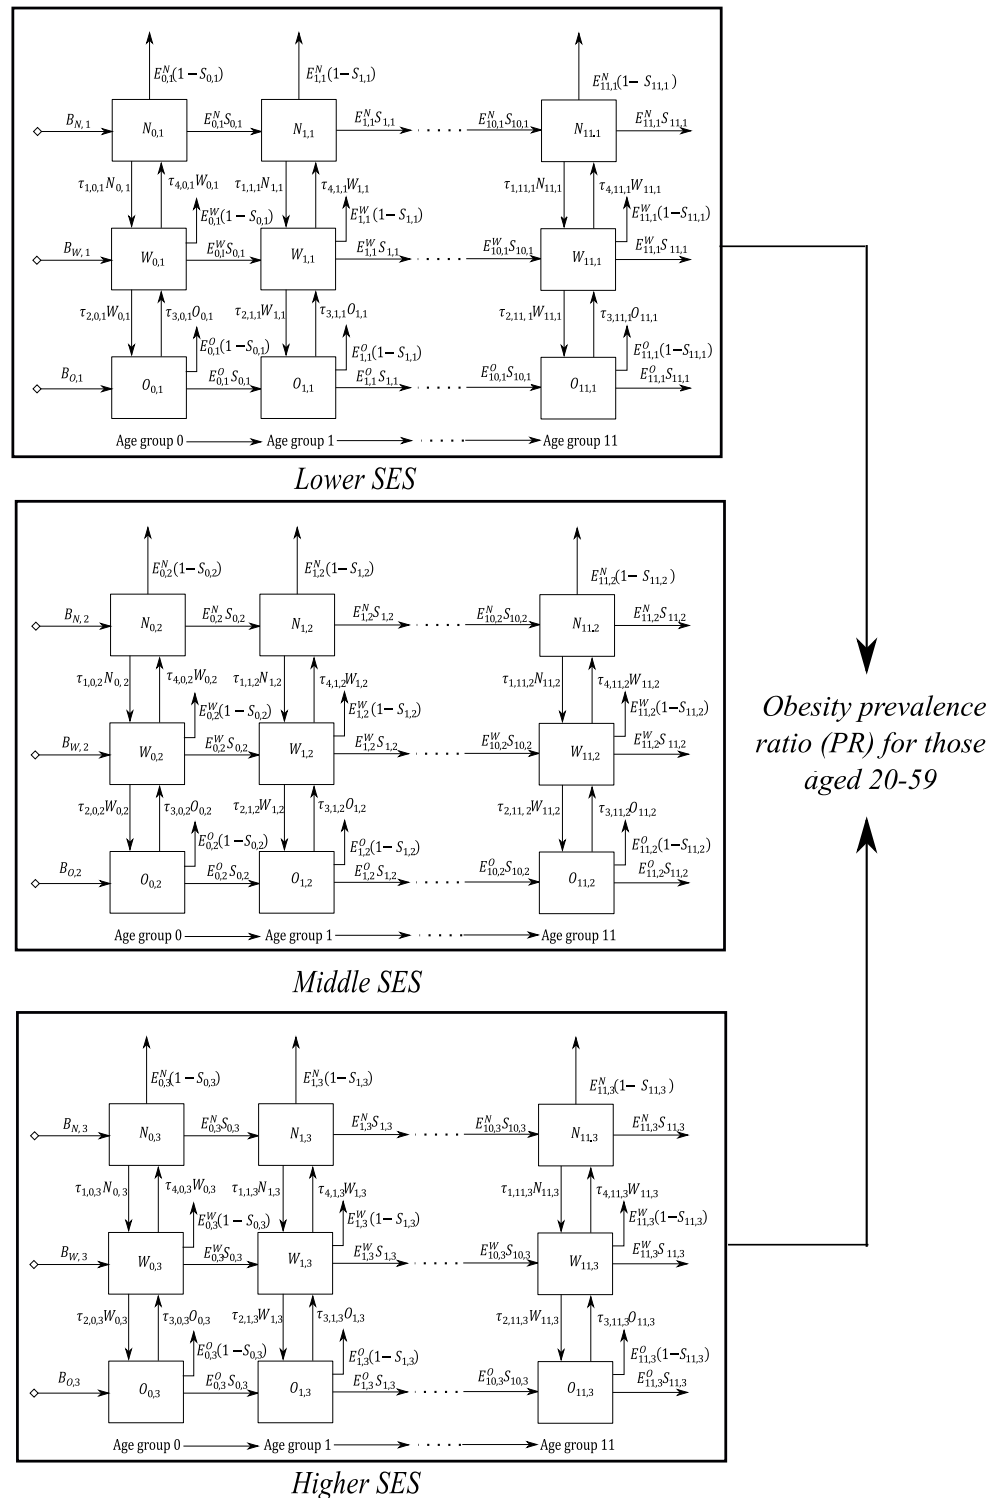 E^N_{0,1}(1−S_{0,1}) E^N_{1,1}(1−S_{1,1}) E^N_{11,1}(1−S_{11,1})
B_{N,1} N_{0,1} E^N_{0,1}S_{0,1} N_{1,1} E^N_{1,1}S_{1,1} . . . . . E^N_{10,1}S_{10,1} N_{11,1} E^N_{11,1}S_{11,1}
τ_{1,0,1}N_{0,1} τ_{4,0,1}W_{0,1} τ_{1,1,1}N_{1,1} τ_{4,1,1}W_{1,1} τ_{1,11,1}N_{11,1} τ_{4,11,1}W_{11,1}
E^W_{0,1}(1−S_{0,1}) E^W_{1,1}(1−S_{1,1}) E^W_{11,1}(1−S_{11,1})
B_{W,1} W_{0,1} E^W_{0,1}S_{0,1} W_{1,1} E^W_{1,1}S_{1,1} . . . . . E^W_{10,1}S_{10,1} W_{11,1} E^W_{11,1}S_{11,1}
τ_{2,0,1}W_{0,1} τ_{3,0,1}O_{0,1} τ_{2,1,1}W_{1,1} τ_{3,1,1}O_{1,1} τ_{2,11,1}W_{11,1} τ_{3,11,1}O_{11,1}
E^O_{0,1}(1−S_{0,1}) E^O_{1,1}(1−S_{1,1}) E^O_{11,1}(1−S_{11,1})
B_{O,1} O_{0,1} E^O_{0,1}S_{0,1} O_{1,1} E^O_{1,1}S_{1,1} . . . . . E^O_{10,1}S_{10,1} O_{11,1} E^O_{11,1}S_{11,1}
Age group 0 Age group 1 . . . . . Age group 11
Lower SES
E^N_{0,2}(1−S_{0,2}) E^N_{1,2}(1−S_{1,2}) E^N_{11,2}(1−S_{11,2})
B_{N,2} N_{0,2} E^N_{0,2}S_{0,2} N_{1,2} E^N_{1,2}S_{1,2} . . . . . E^N_{10,2}S_{10,2} N_{11,2} E^N_{11,2}S_{11,2}
τ_{1,0,2}N_{0,2} τ_{4,0,2}W_{0,2} τ_{1,1,2}N_{1,2} τ_{4,1,2}W_{1,2} τ_{1,11,2}N_{11,2} τ_{4,11,2}W_{11,2}
E^W_{0,2}(1−S_{0,2}) E^W_{1,2}(1−S_{1,2}) E^W_{11,2}(1−S_{11,2})
B_{W,2} W_{0,2} E^W_{0,2}S_{0,2} W_{1,2} E^W_{1,2}S_{1,2} . . . . . E^W_{10,2}S_{10,2} W_{11,2} E^W_{11,2}S_{11,2}
τ_{2,0,2}W_{0,2} τ_{3,0,2}O_{0,2} τ_{2,1,2}W_{1,2} τ_{3,1,2}O_{1,2} τ_{2,11,2}W_{11,2} τ_{3,11,2}O_{11,2}
E^O_{0,2}(1−S_{0,2}) E^O_{1,2}(1−S_{1,2}) E^O_{11,2}(1−S_{11,2})
B_{O,2} O_{0,2} E^O_{0,2}S_{0,2} O_{1,2} E^O_{1,2}S_{1,2} . . . . . E^O_{10,2}S_{10,2} O_{11,2} E^O_{11,2}S_{11,2}
Age group 0 Age group 1 . . . . . Age group 11
Middle SES
E^N_{0,3}(1−S_{0,3}) E^N_{1,3}(1−S_{1,3}) E^N_{11,3}(1−S_{11,3})
B_{N,3} N_{0,3} E^N_{0,3}S_{0,3} N_{1,3} E^N_{1,3}S_{1,3} . . . . . E^N_{10,3}S_{10,3} N_{11,3} E^N_{11,3}S_{11,3}
τ_{1,0,3}N_{0,3} τ_{4,0,3}W_{0,3} τ_{1,1,3}N_{1,3} τ_{4,1,3}W_{1,3} τ_{1,11,3}N_{11,3} τ_{4,11,3}W_{11,3}
E^W_{0,3}(1−S_{0,3}) E^W_{1,3}(1−S_{1,3}) E^W_{11,3}(1−S_{11,3})
B_{W,3} W_{0,3} E^W_{0,3}S_{0,3} W_{1,3} E^W_{1,3}S_{1,3} . . . . . E^W_{10,3}S_{10,3} W_{11,3} E^W_{11,3}S_{11,3}
τ_{2,0,3}W_{0,3} τ_{3,0,3}O_{0,3} τ_{2,1,3}W_{1,3} τ_{3,1,3}O_{1,3} τ_{2,11,3}W_{11,3} τ_{3,11,3}O_{11,3}
E^O_{0,3}(1−S_{0,3}) E^O_{1,3}(1−S_{1,3}) E^O_{11,3}(1−S_{11,3})
B_{O,3} O_{0,3} E^O_{0,3}S_{0,3} O_{1,3} E^O_{1,3}S_{1,3} . . . . . E^O_{10,3}S_{10,3} O_{11,3} E^O_{11,3}S_{11,3}
Age group 0 Age group 1 . . . . . Age group 11
Higher SES
Obesity prevalence
ratio (PR) for those
aged 20-59